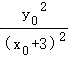 y₀²
(x₀+3)²